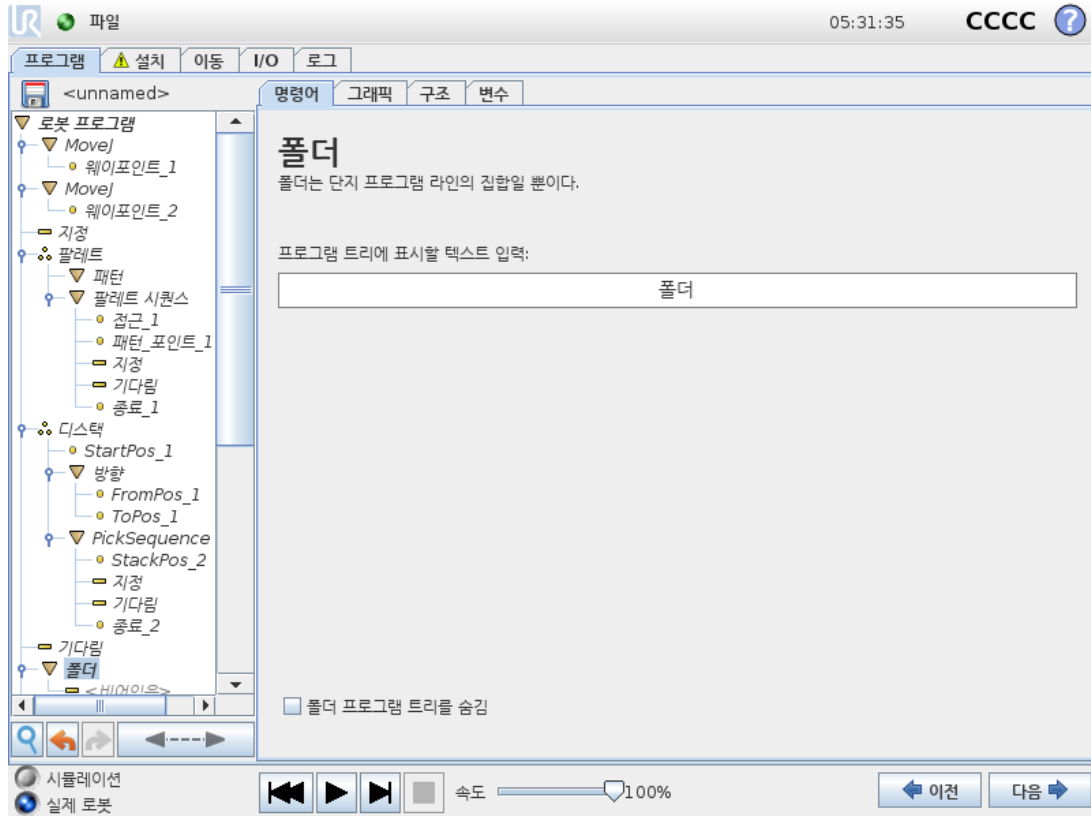 UR 파일 05:31:35 CCCC ?
프로그램 설치 이동 I/O 로그
<unnamed>
명령어 그래픽 구조 변수
로봇 프로그램
MoveJ
웨이포인트_1
MoveJ
웨이포인트_2
지정
팔레트
패턴
팔레트 시퀀스
접근_1
패턴_포인트_1
지정
기다림
종료_1
디스택
StartPos_1
방향
FromPos_1
ToPos_1
PickSequence
StackPos_2
지정
기다림
종료_2
기다림
폴더
<비어있음>
폴더
폴더는 단지 프로그램 라인의 집합일 뿐이다.
프로그램 트리에 표시할 텍스트 입력:
폴더
폴더 프로그램 트리를 숨김
시뮬레이션
실제 로봇
속도 100%
이전 다음